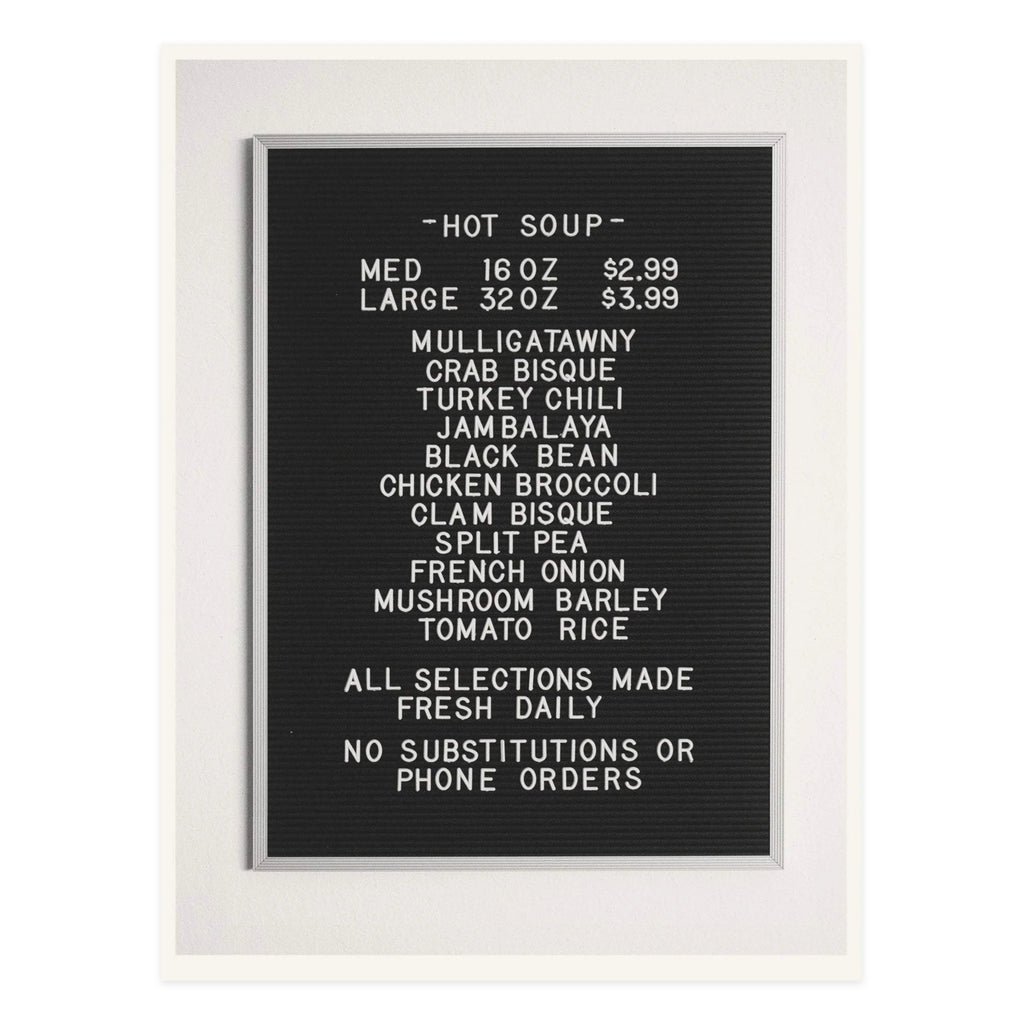 -HOT SOUP-
MED 16 OZ $2.99
LARGE 32 OZ $3.99
MULLIGATAWNY
CRAB BISQUE
TURKEY CHILI
JAMBALAYA
BLACK BEAN
CHICKEN BROCCOLI
CLAM BISQUE
SPLIT PEA
FRENCH ONION
MUSHROOM BARLEY
TOMATO RICE
ALL SELECTIONS MADE
FRESH DAILY
NO SUBSTITUTIONS OR
PHONE ORDERS